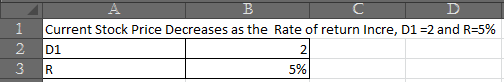 A B C D
1 Current Stock Price Decreases as the Rate of return Incre, D1 =2 and R=5%
2 D1 2
3 R 5%